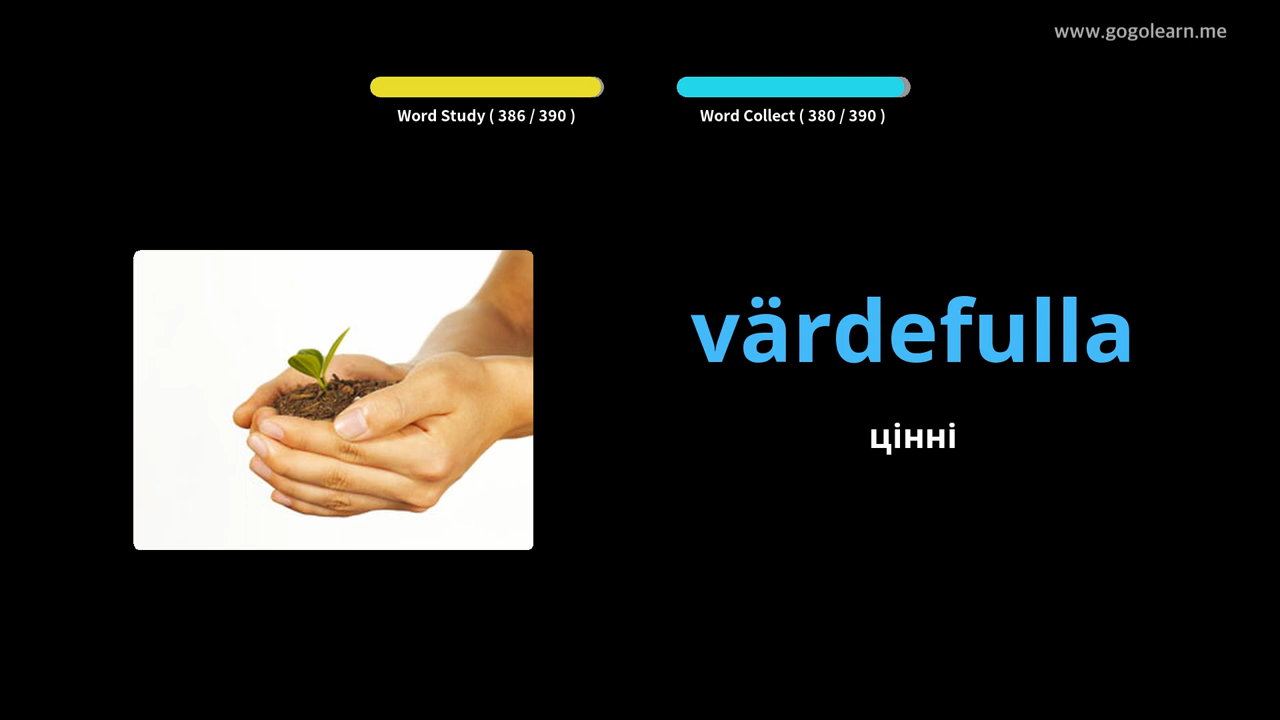 www.gogolearn.me
Word Study ( 386 / 390 )
Word Collect ( 380 / 390 )
värdefulla
цінні